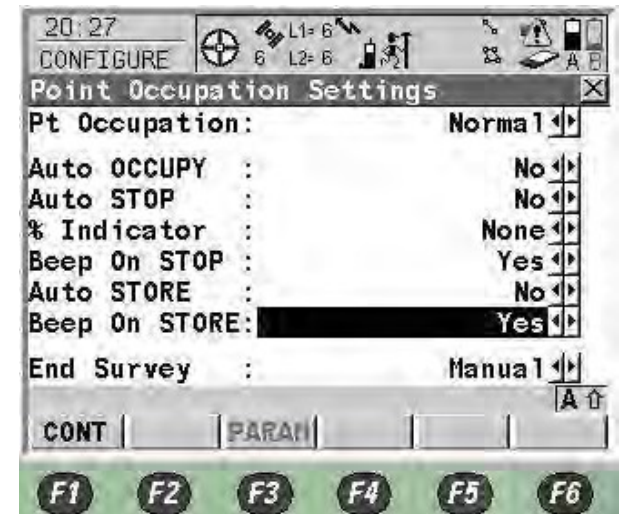 20:27
CONFIGURE 6 L1= 6 L2= 6 A B
Point Occupation Settings
Pt Occupation: Normal
Auto OCCUPY : No
Auto STOP : No
% Indicator : None
Beep On STOP : Yes
Auto STORE : No
Beep On STORE: Yes
End Survey : Manual
A
CONT PARAM
F1 F2 F3 F4 F5 F6